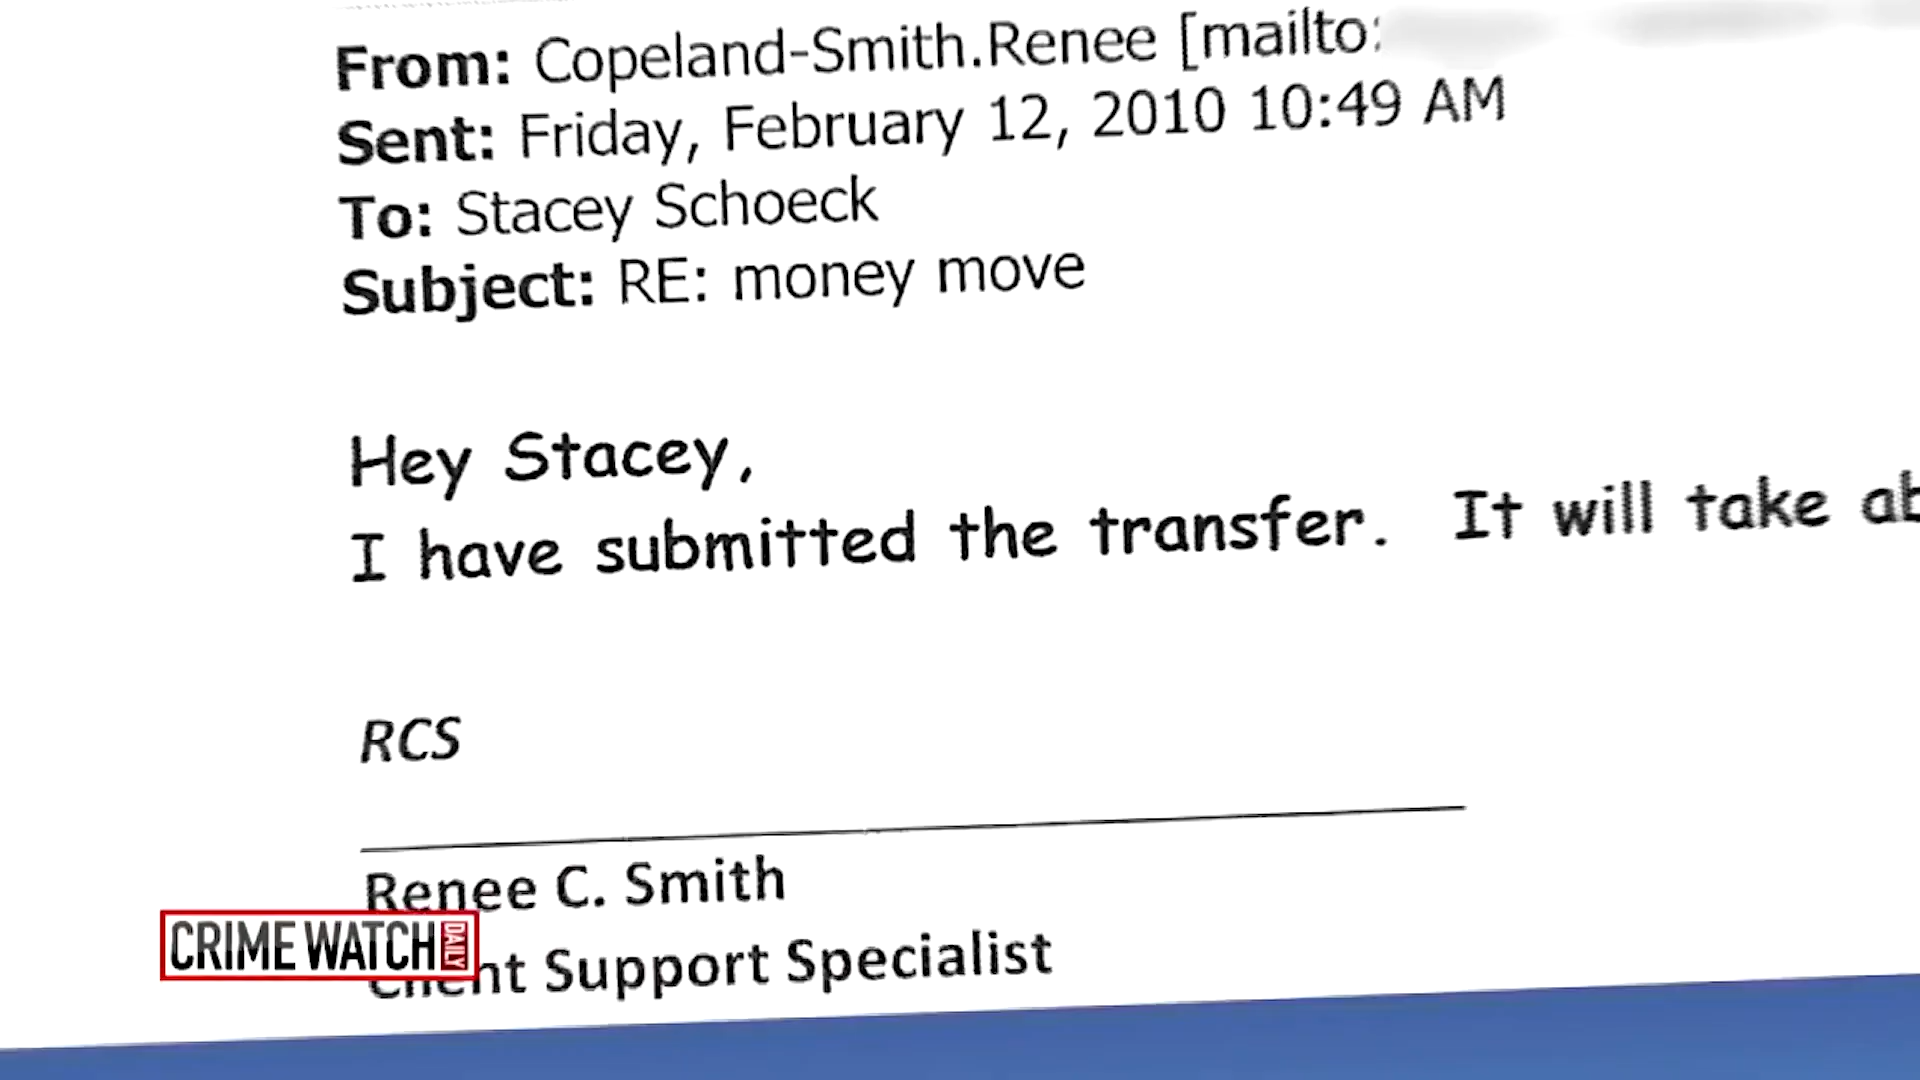 From: Copeland-Smith.Renee [mailto:
Sent: Friday, February 12, 2010 10:49 AM
To: Stacey Schoeck
Subject: RE: money move
Hey Stacey,
I have submitted the transfer. It will take
RCS
Renee C. Smith
Support Specialist
CRIME WATCH DAILY